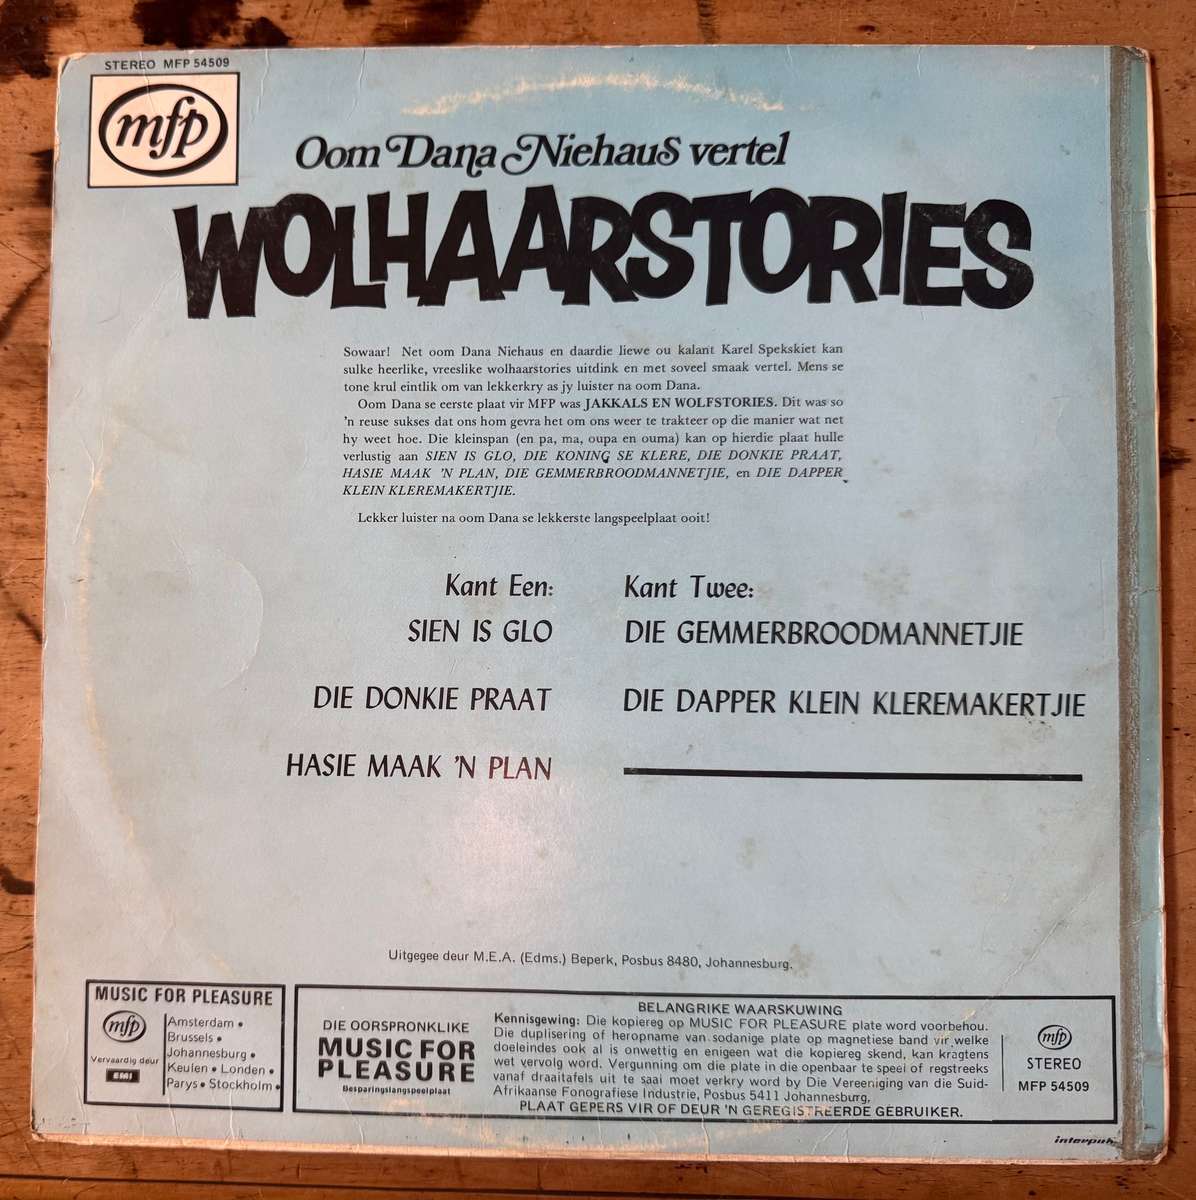 STEREO MFP 54509
mfp
Oom Dana Niehaus vertel
WOLHAARSTORIES
Sowaar! Net oom Dana Niehaus en daardie liewe ou kalant Karel Spekskiet kan
sulke heerlike, vreeslike wolhaarstories uitdink en met soveel smaak vertel. Mens se
tone krul eintlik om van lekkerkry as jy luister na oom Dana.
Oom Dana se eerste plaat vir MFP was JAKKALS EN WOLFSTORIES. Dit was so
'n reuse sukses dat ons hom gevra het om ons weer te trakteer op die manier wat net
hy weet hoe. Die kleinspan (en pa, ma, oupa en ouma) kan op hierdie plaat hulle
verlustig aan SIEN IS GLO, DIE KONING SE KLERE, DIE DONKIE PRAAT,
HASIE MAAK 'N PLAN, DIE GEMMERBROODMANNETJIE, en DIE DAPPER
KLEIN KLEREMAKERTJIE.
Lekker luister na oom Dana se lekkerste langspeelplaat ooit!
Kant Een:
SIEN IS GLO
DIE DONKIE PRAAT
HASIE MAAK 'N PLAN
Kant Twee:
DIE GEMMERBROODMANNETJIE
DIE DAPPER KLEIN KLEREMAKERTJIE
Uitgegee deur M.E.A. (Edms.) Beperk, Posbus 8480, Johannesburg.
MUSIC FOR PLEASURE
mfp
Vervaardig deur
EMI
Amsterdam •
Brussels •
Johannesburg •
Keulen • Londen •
Parys • Stockholm •
DIE OORSPRONKLIKE
MUSIC FOR
PLEASURE
Besparingslangspeelplaat
BELANGRIKE WAARSKUWING
Kennisgewing: Die kopiereg op MUSIC FOR PLEASURE plate word voorbehou.
Die duplisering of heropname van sodanige plate op magnetiese band vir welke
doeleindes ook al is onwettig en enigeen wat die kopiereg skend, kan kragtens
wet vervolg word. Vergunning om die plate in die openbaar te speel of regstreeks
vanaf draaitafels uit te saai moet verkry word by Die Vereeniging van die Suid-
Afrikaanse Fonografiese Industrie, Posbus 5411 Johannesburg,
PLAAT GEPERS VIR OF DEUR 'N GEREGISTREERDE GEBRUIKER.
mfp
STEREO
MFP 54509
interpak